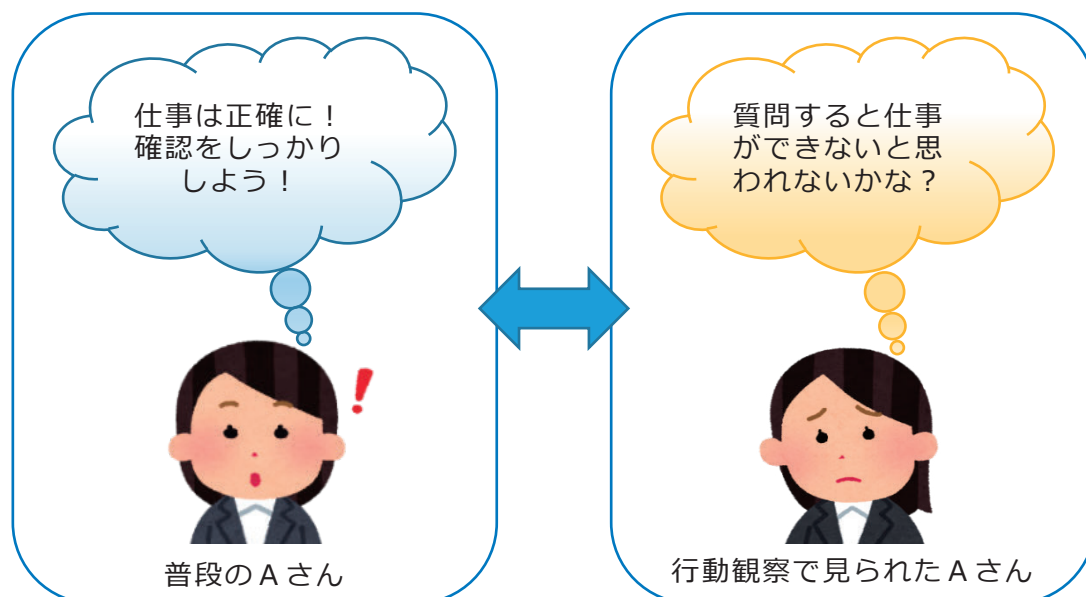 仕事は正確に！
確認をしっかり
しよう！
質問すると仕事
ができないと思
われないかな？
普段のＡさん
行動観察で見られたＡさん